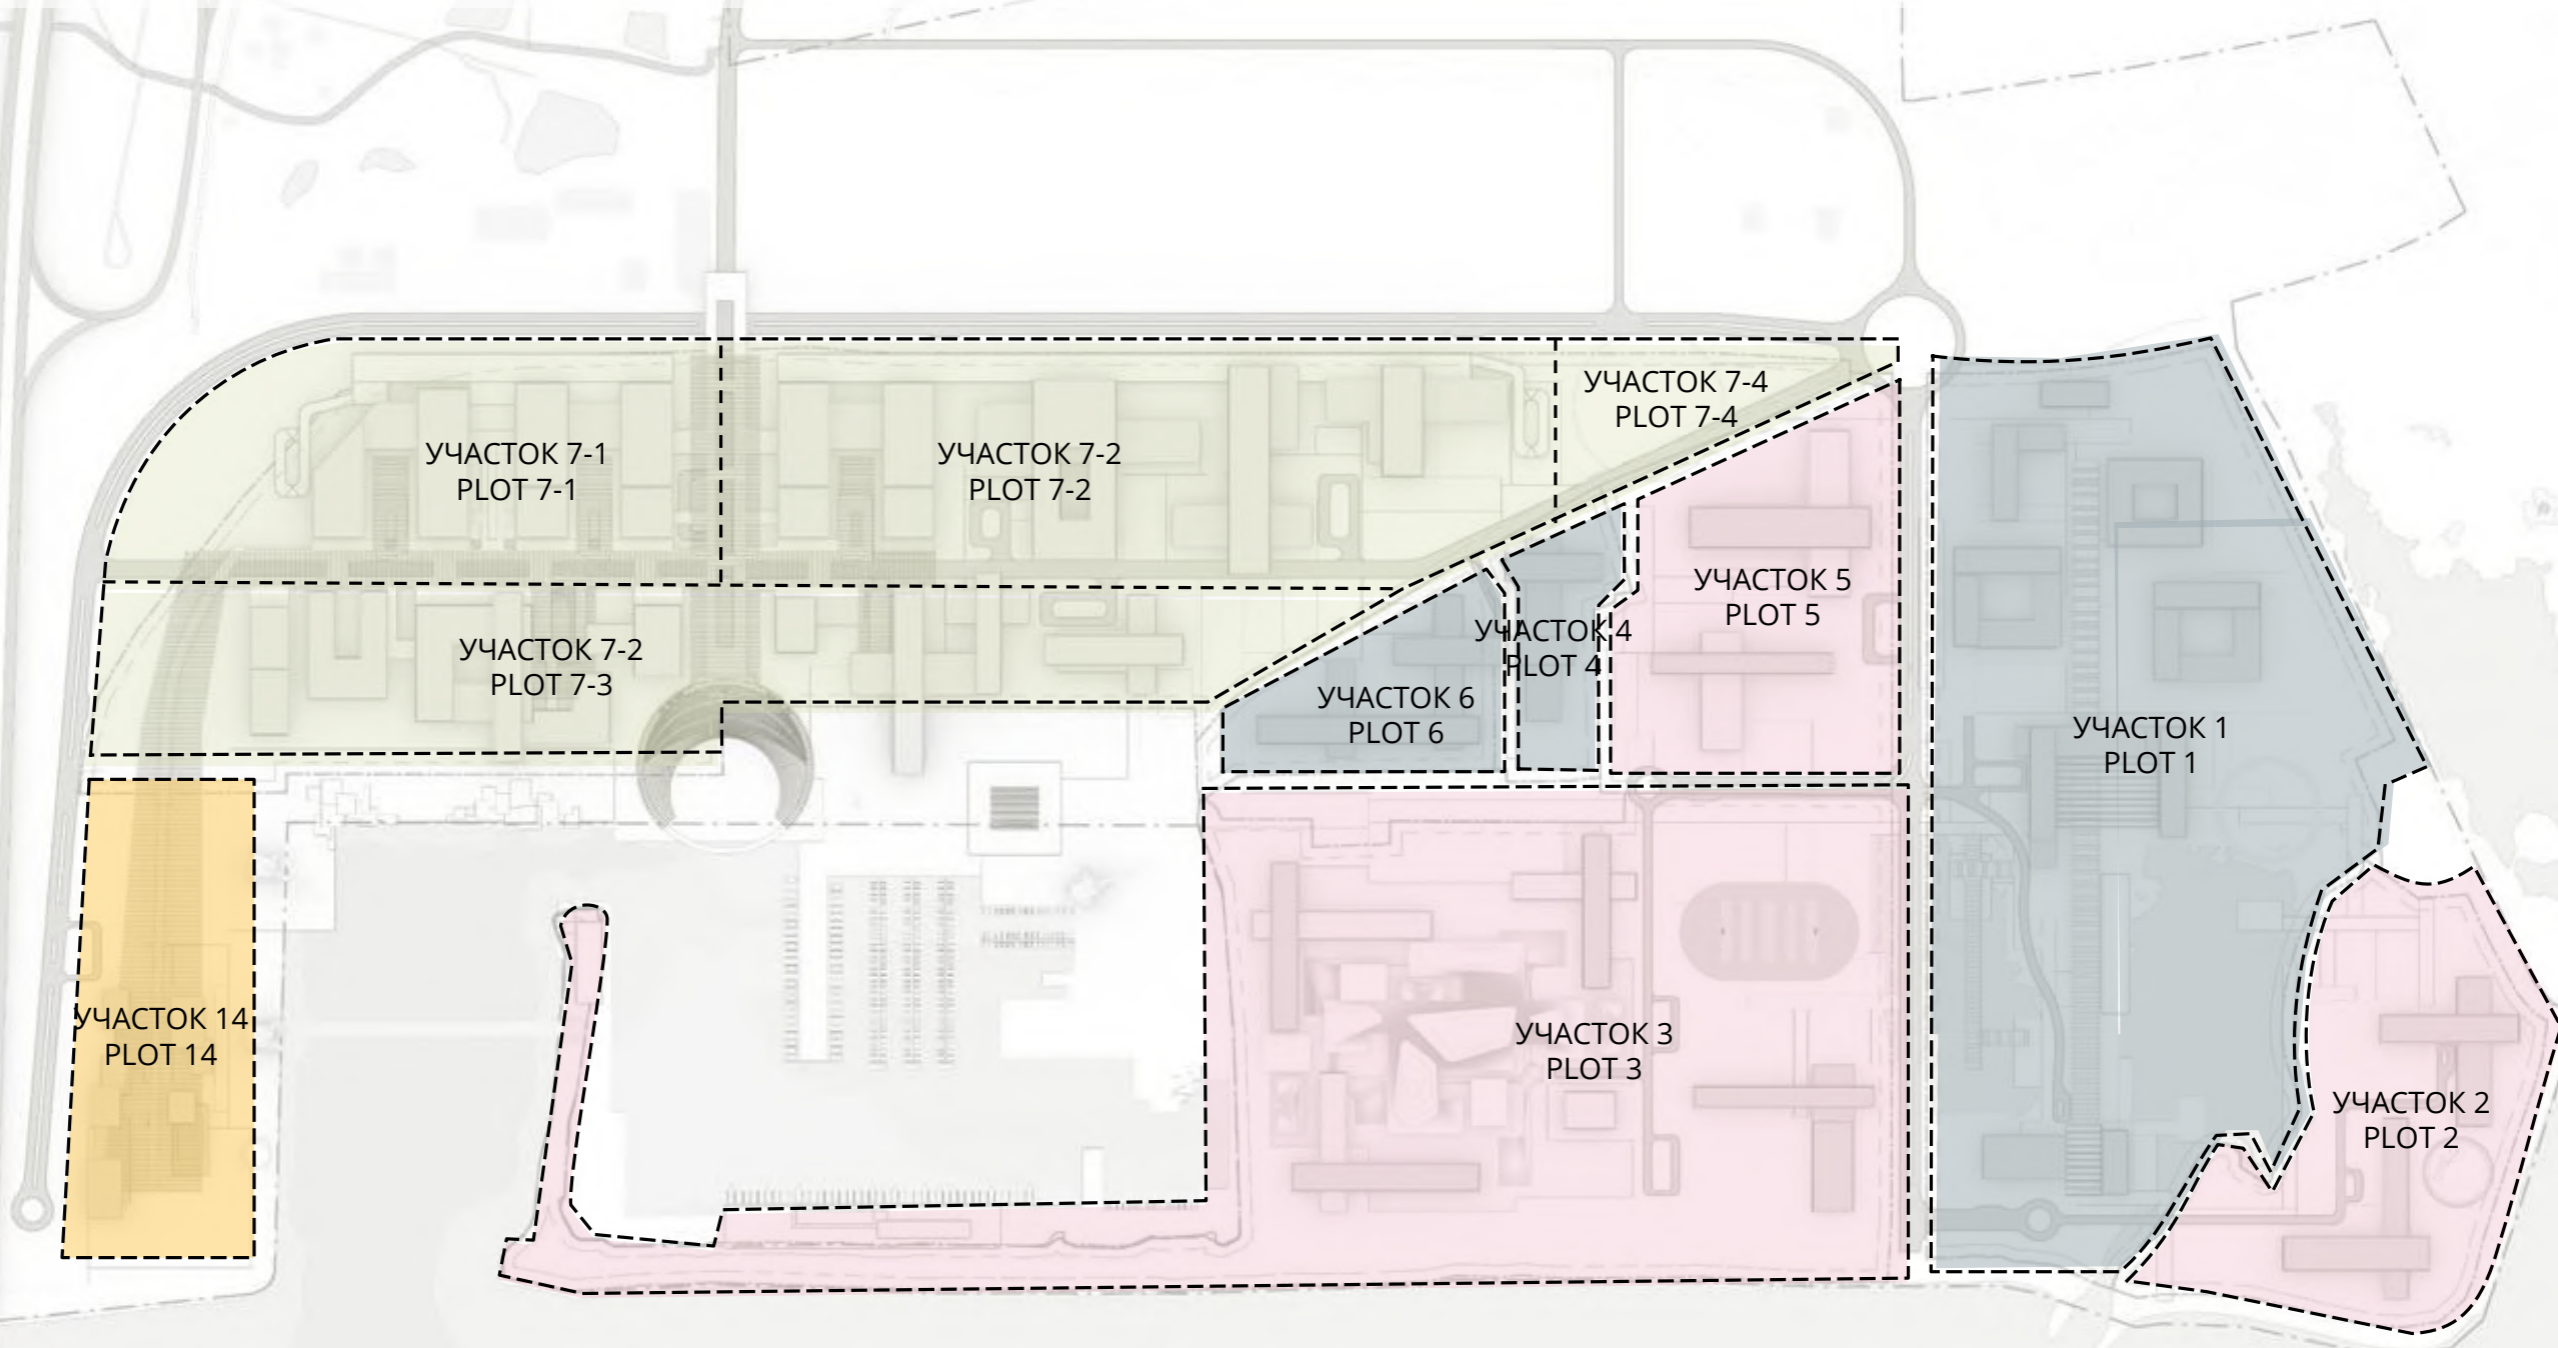 УЧАСТОК 7-4
PLOT 7-4
УЧАСТОК 7-1
PLOT 7-1
УЧАСТОК 7-2
PLOT 7-2
УЧАСТОК 5
PLOT 5
УЧАСТОК 4
PLOT 4
УЧАСТОК 7-2
PLOT 7-3
УЧАСТОК 6
PLOT 6
УЧАСТОК 1
PLOT 1
УЧАСТОК 14
PLOT 14
УЧАСТОК 3
PLOT 3
УЧАСТОК 2
PLOT 2